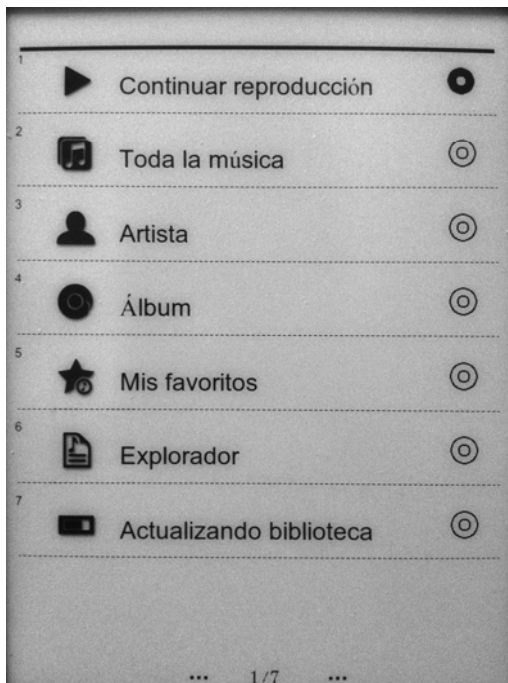 1
Continuar reproducción
2
Toda la música
3
Artista
4
Álbum
5
Mis favoritos
6
Explorador
7
Actualizando biblioteca
... 1/7 ...